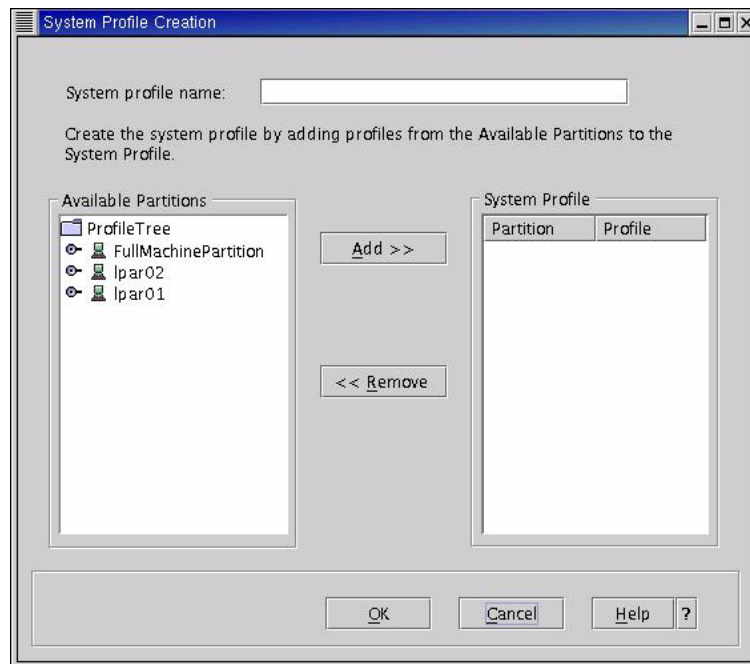 System Profile Creation
System profile name:
Create the system profile by adding profiles from the Available Partitions to the
System Profile.
Available Partitions
ProfileTree
FullMachinePartition
lpar02
lpar01
Add >>
<< Remove
System Profile
Partition Profile
OK
Cancel
Help
?